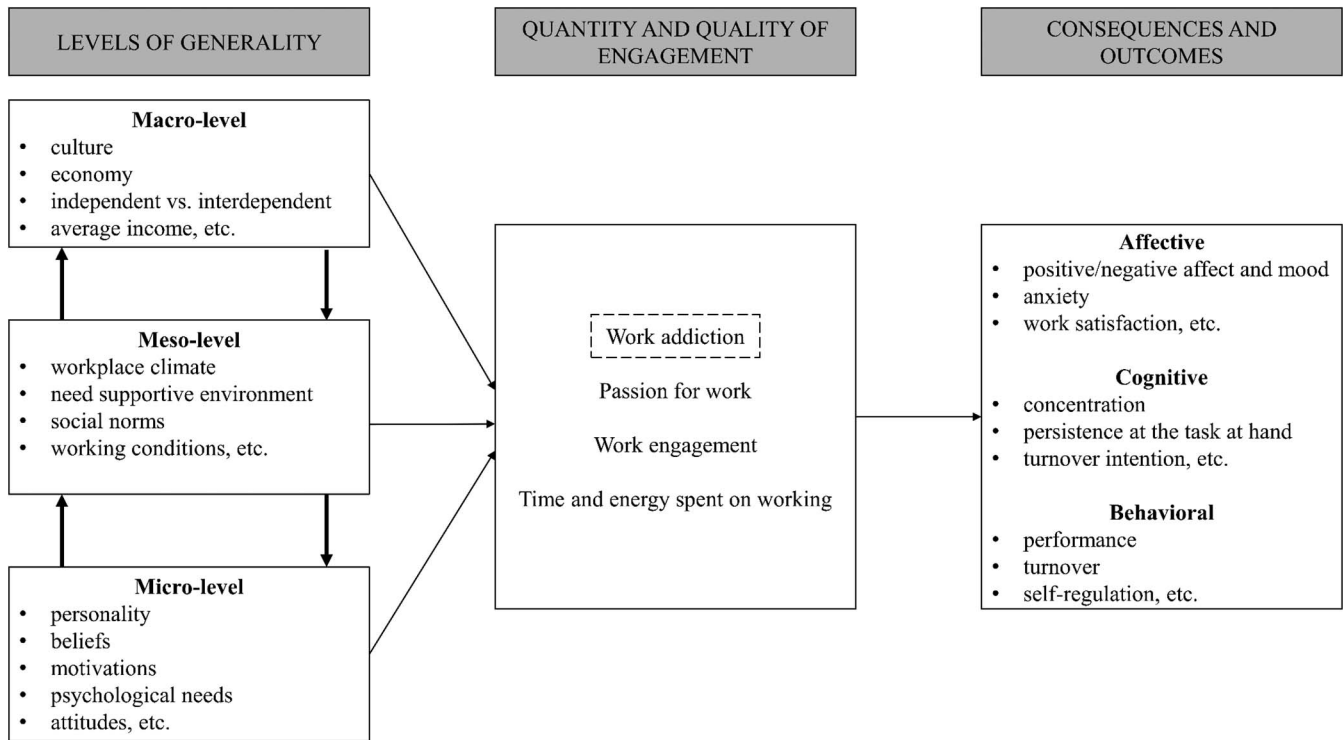 LEVELS OF GENERALITY
QUANTITY AND QUALITY OF
ENGAGEMENT
CONSEQUENCES AND
OUTCOMES
Macro-level
• culture
• economy
• independent vs. interdependent
• average income, etc.
Meso-level
• workplace climate
• need supportive environment
• social norms
• working conditions, etc.
Micro-level
• personality
• beliefs
• motivations
• psychological needs
• attitudes, etc.
Work addiction
Passion for work
Work engagement
Time and energy spent on working
Affective
• positive/negative affect and mood
• anxiety
• work satisfaction, etc.
Cognitive
• concentration
• persistence at the task at hand
• turnover intention, etc.
Behavioral
• performance
• turnover
• self-regulation, etc.